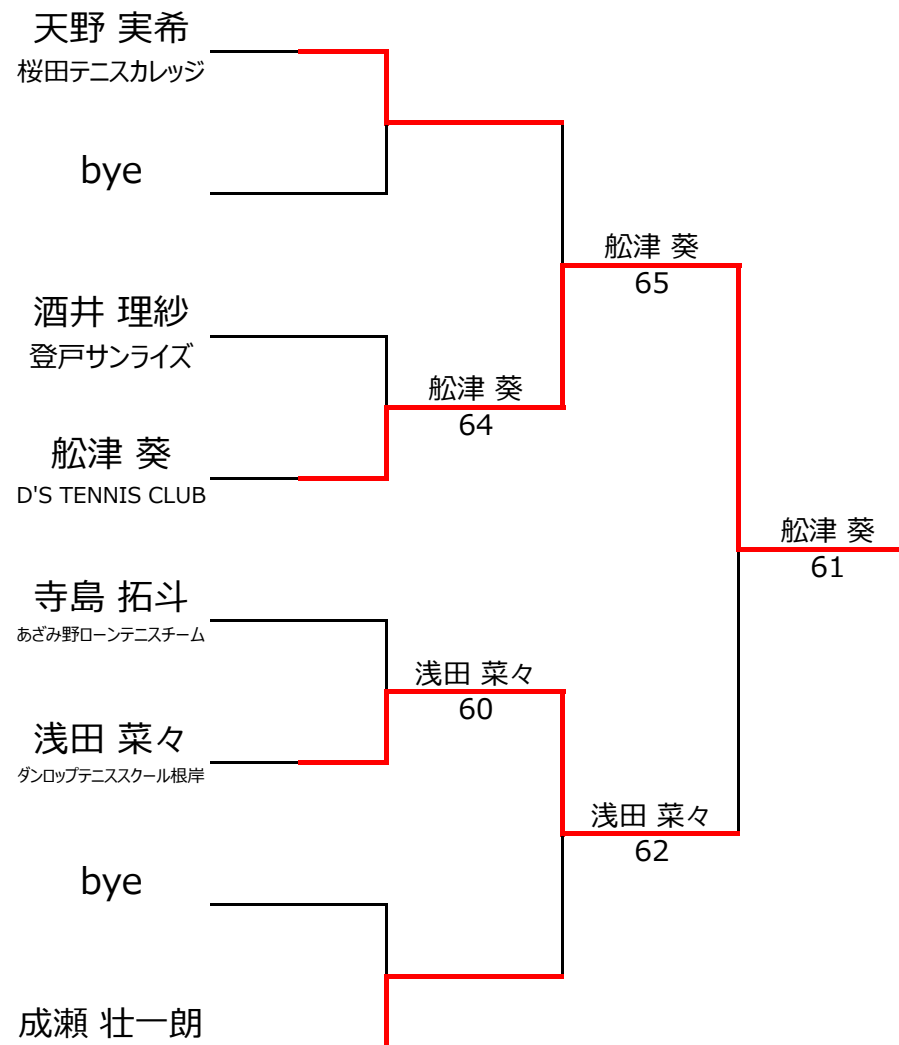 天野 実希
桜田テニスカレッジ
bye
舩津 葵
65
酒井 理紗
登戸サンライズ
舩津 葵
64
舩津 葵
D'S TENNIS CLUB
舩津 葵
61
寺島 拓斗
あざみ野ローンテニスチーム
浅田 菜々
60
浅田 菜々
ダンロップテニススクール根岸
浅田 菜々
62
bye
成瀬 壮一朗